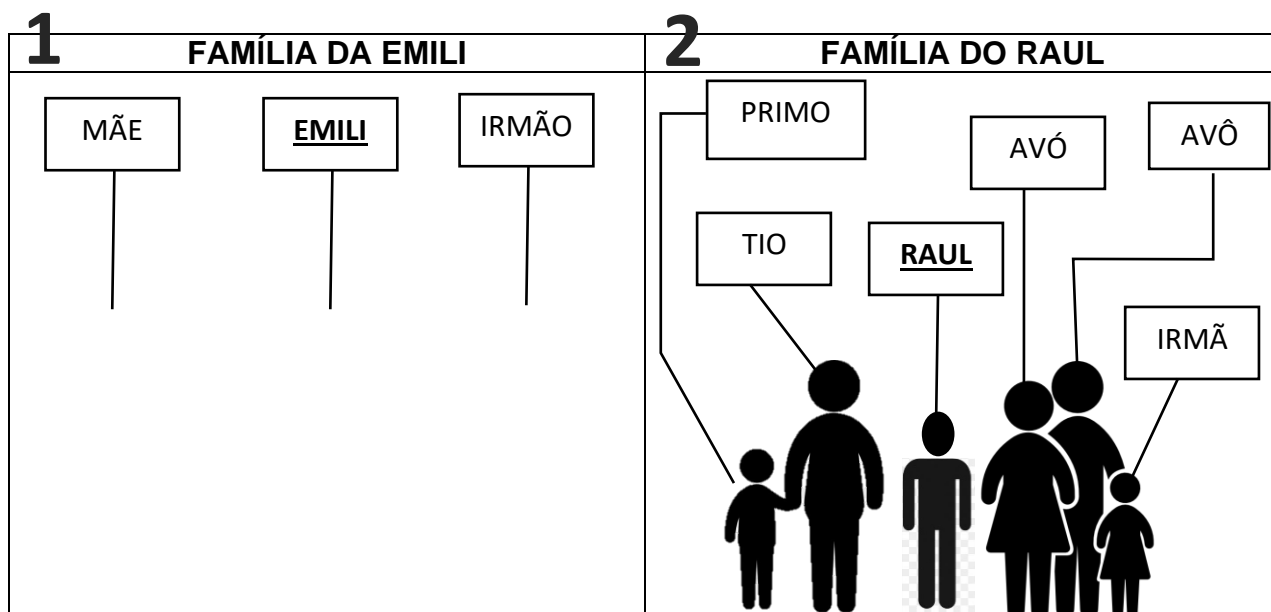 1
FAMÍLIA DA EMILI
MÃE
EMILI
IRMÃO
2
FAMÍLIA DO RAUL
PRIMO
AVÓ
AVÔ
TIO
RAUL
IRMÃ